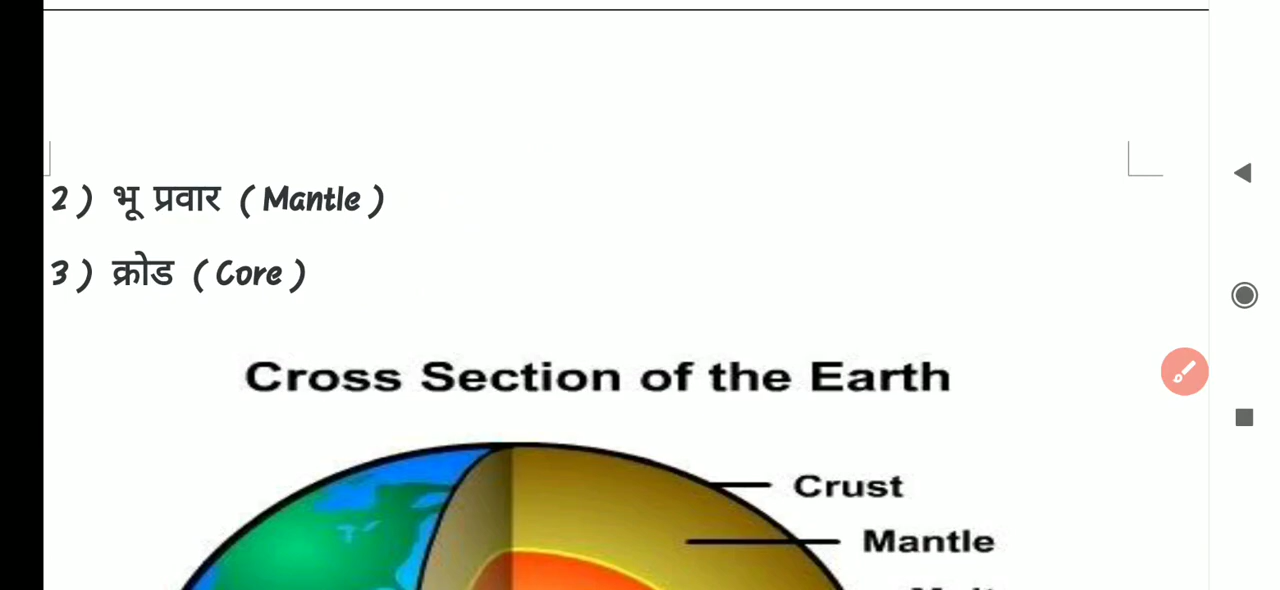 2 ) भू प्रवार ( Mantle )
3 ) क्रोड ( Core )
Cross Section of the Earth
Crust
Mantle